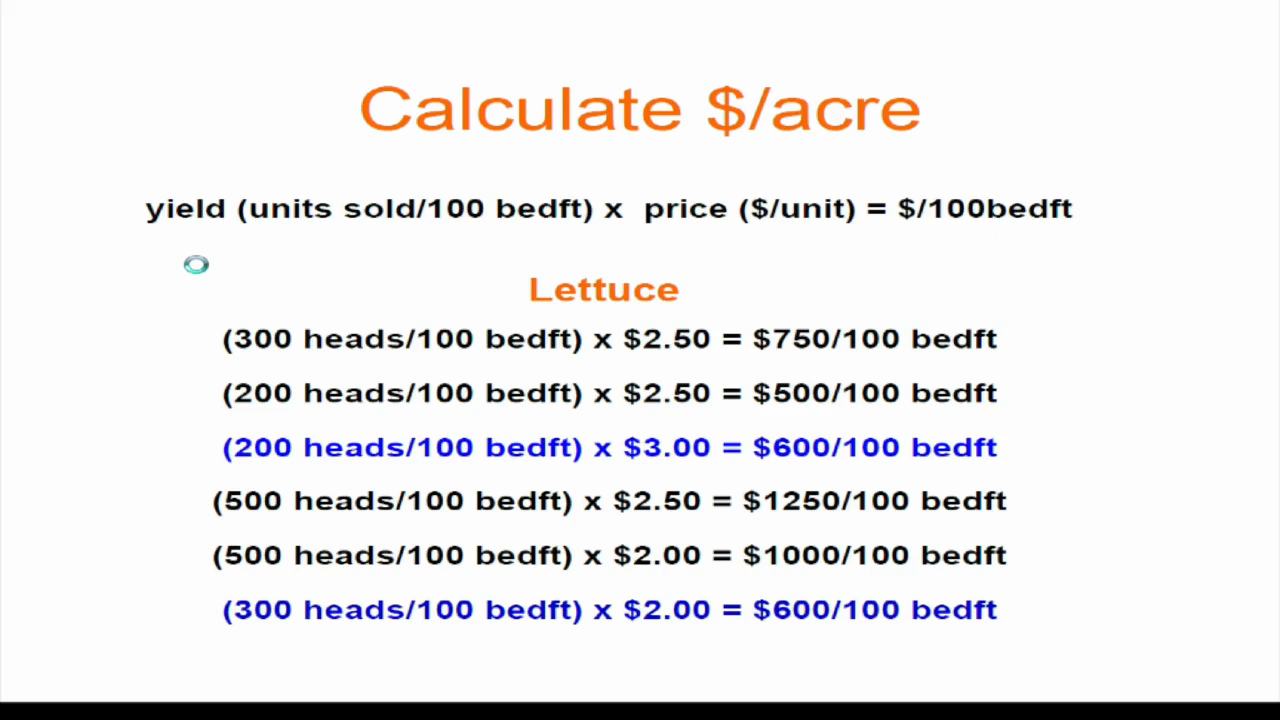 Calculate $/acre
yield (units sold/100 bedft) x price ($/unit) = $/100bedft
Lettuce
(300 heads/100 bedft) x $2.50 = $750/100 bedft
(200 heads/100 bedft) x $2.50 = $500/100 bedft
(200 heads/100 bedft) x $3.00 = $600/100 bedft
(500 heads/100 bedft) x $2.50 = $1250/100 bedft
(500 heads/100 bedft) x $2.00 = $1000/100 bedft
(300 heads/100 bedft) x $2.00 = $600/100 bedft